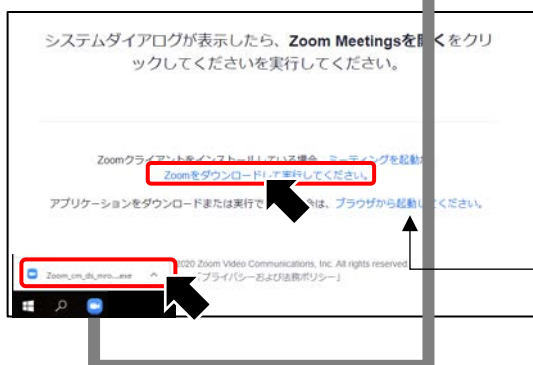 システムダイアログが表示したら、Zoom Meetingsを開くをクリ
ックしてくださいを実行してください。
Zoomクライアントをインストールしている場合、ミーティングを起動
Zoomをダウンロードして実行してください。
アプリケーションをダウンロードまたは実行で は、ブラウザから起動してください。
2020 Zoom Video Communications, Inc. All rights reserved
「プライバシーおよび法務ポリシー」
Zoom_cm_ds_mro....exe